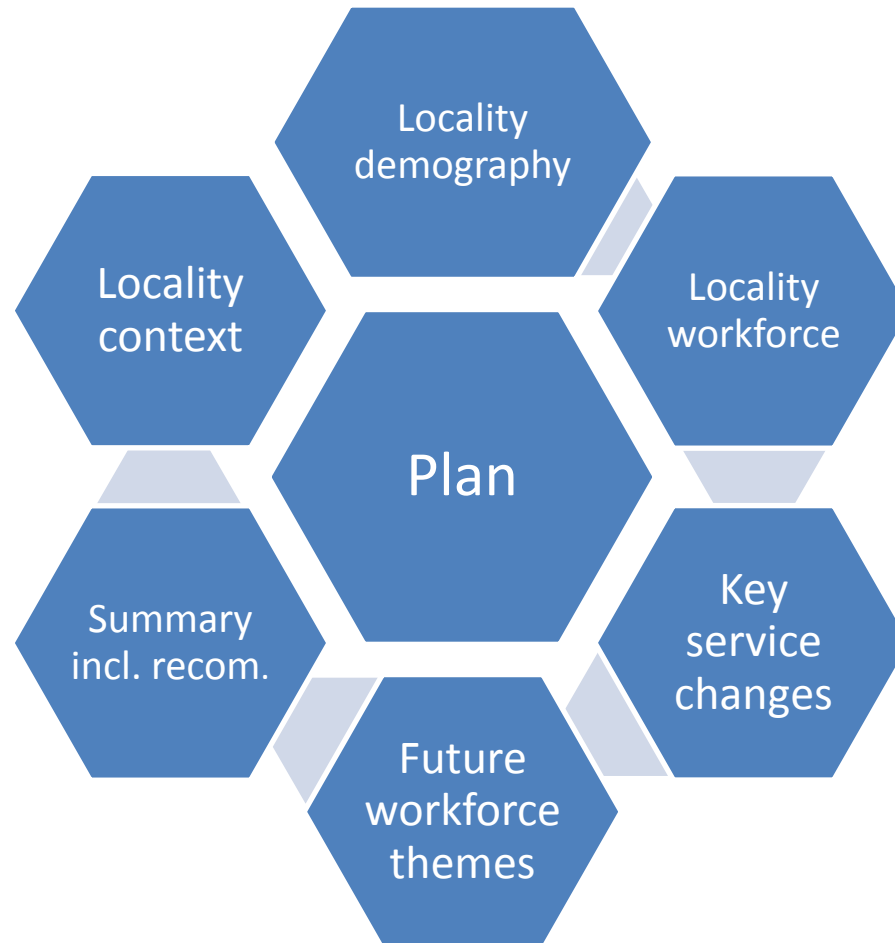 Locality
demography
Locality
context
Locality
workforce
Plan
Summary
incl. recom.
Key
service
changes
Future
workforce
themes